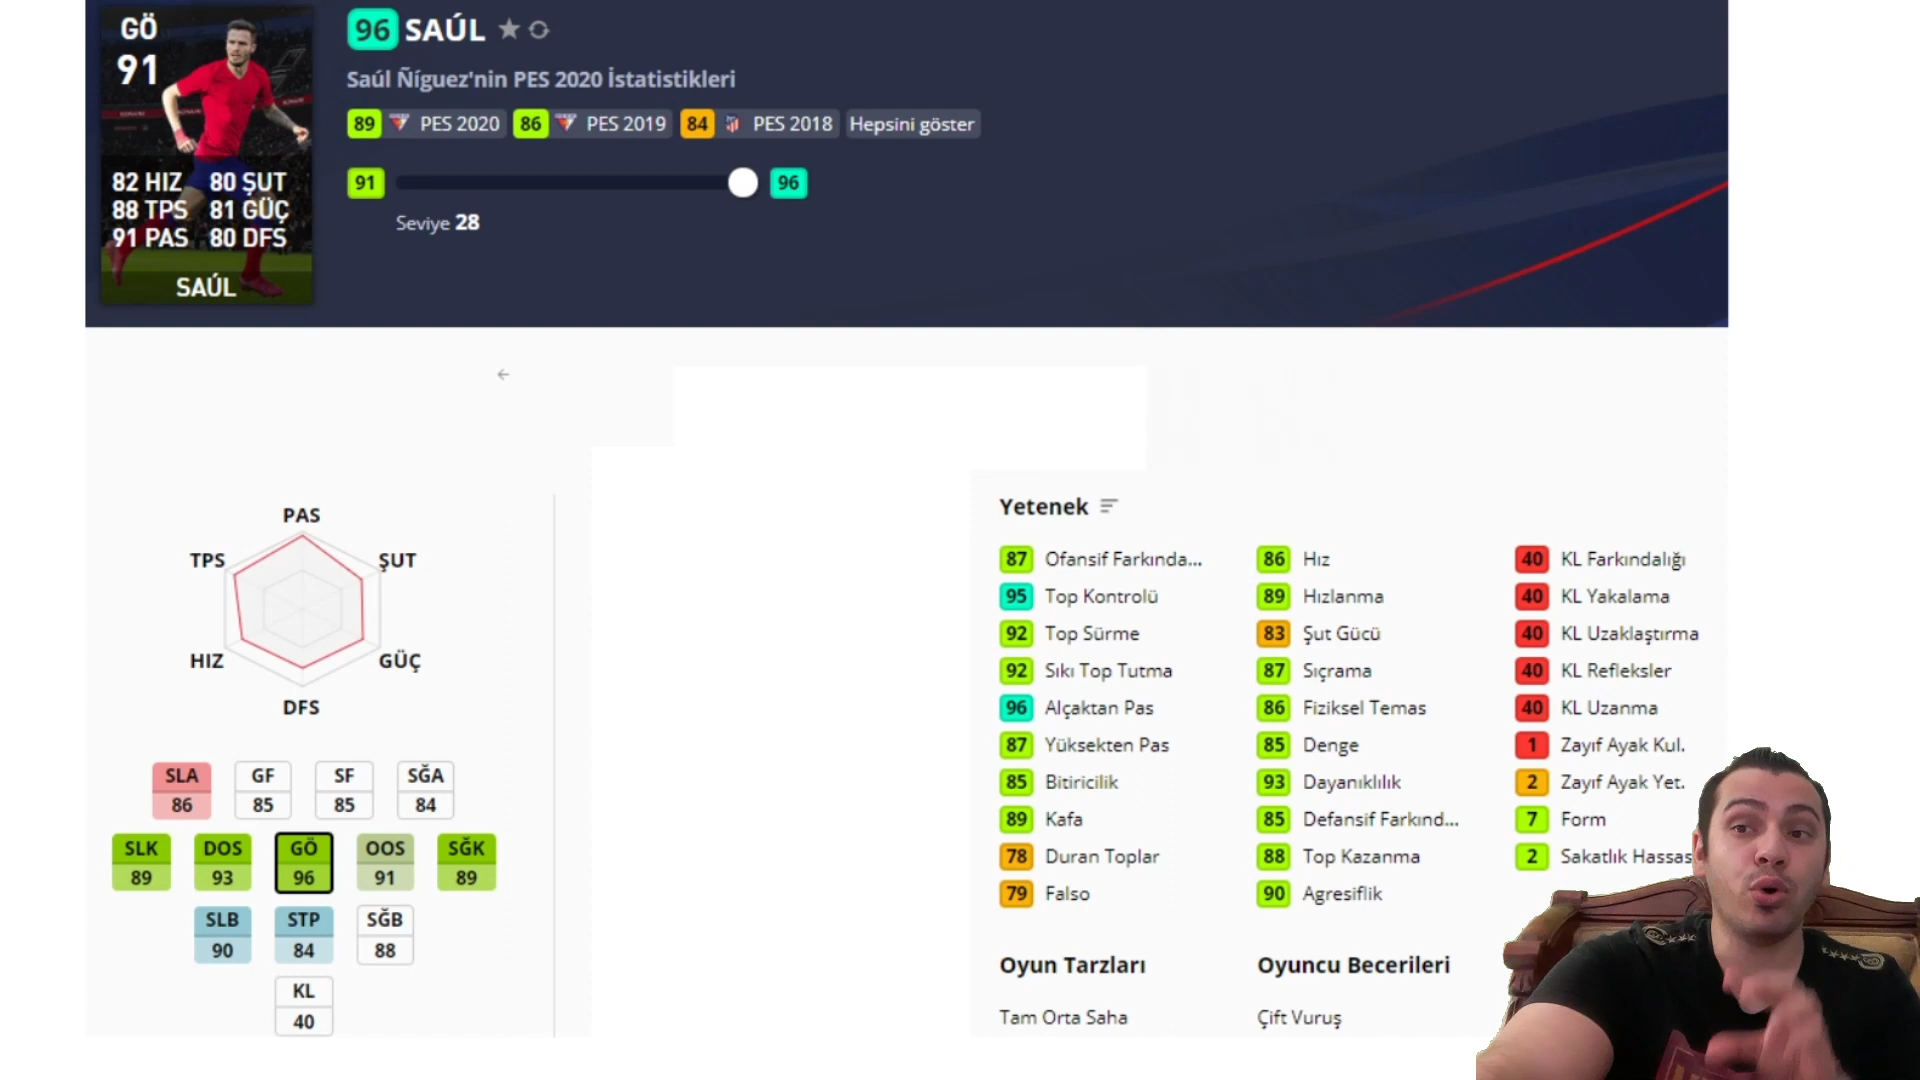 GÖ
91
82 HIZ 80 ŞUT
88 TPS 81 GÜÇ
91 PAS 80 DFS
SAÚL
96 SAÚL
Saúl Ñíguez'nin PES 2020 İstatistikleri
89 PES 2020 86 PES 2019 84 PES 2018 Hepsini göster
91 96
Seviye 28
PAS
TPS ŞUT
HIZ GÜÇ
DFS
SLA GF SF SĞA
86 85 85 84
SLK DOS GÖ OOS SĞK
89 93 96 91 89
SLB STP SĞB
90 84 88
KL
40
Yetenek
87 Ofansif Farkında... 86 Hız 40 KL Farkındalığı
95 Top Kontrolü 89 Hızlanma 40 KL Yakalama
92 Top Sürme 83 Şut Gücü 40 KL Uzaklaştırma
92 Sıkı Top Tutma 87 Sıçrama 40 KL Refleksler
96 Alçaktan Pas 86 Fiziksel Temas 40 KL Uzanma
87 Yüksekten Pas 85 Denge 1 Zayıf Ayak Kul.
85 Bitiricilik 93 Dayanıklılık 2 Zayıf Ayak Yet.
89 Kafa 85 Defansif Farkınd... 7 Form
78 Duran Toplar 88 Top Kazanma 2 Sakatlık Hassas
79 Falso 90 Agresiflik
Oyun Tarzları Oyuncu Becerileri
Tam Orta Saha Çift Vuruş